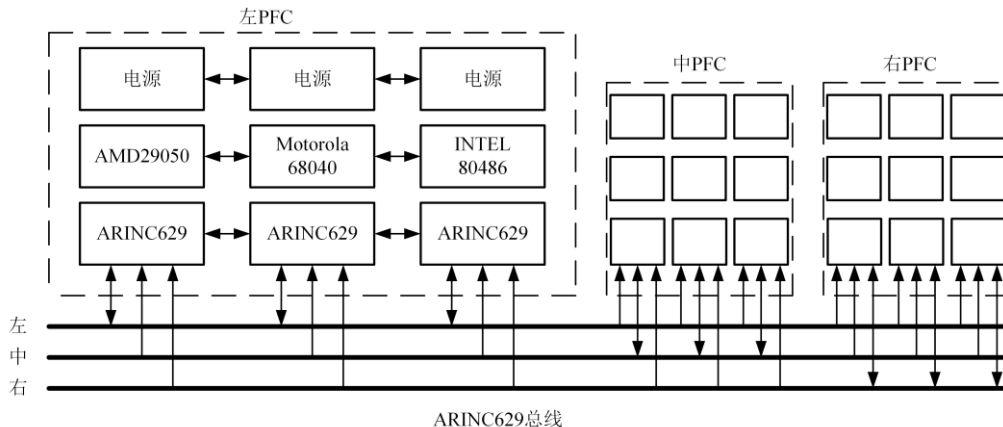 左PFC
中PFC
右PFC
电源
电源
电源
AMD29050
Motorola
68040
INTEL
80486
ARINC629
ARINC629
ARINC629
左
中
右
ARINC629总线